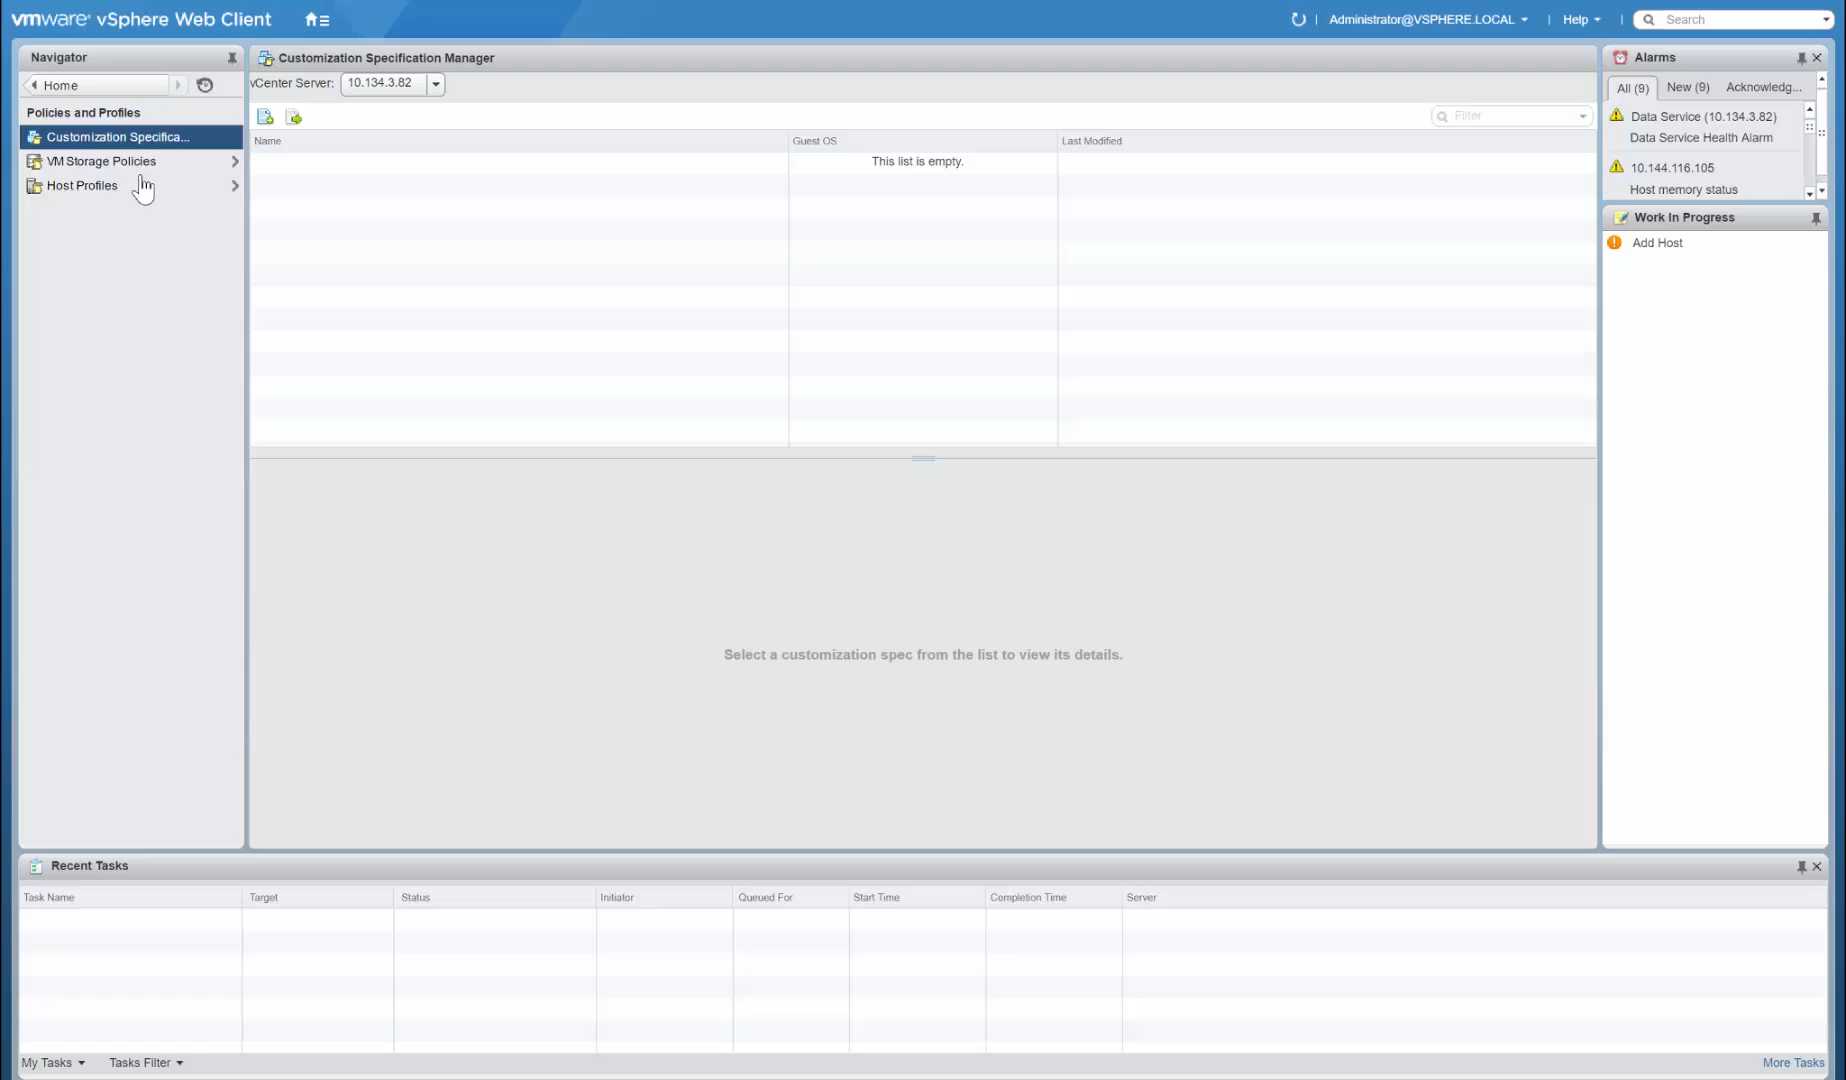 vmware® vSphere Web Client
Administrator@VSPHERE.LOCAL
Help
Search
Navigator
Home
Policies and Profiles
Customization Specifica...
VM Storage Policies
Host Profiles
Customization Specification Manager
vCenter Server: 10.134.3.82
Filter
Name Guest OS Last Modified
This list is empty.
Select a customization spec from the list to view its details.
Alarms
All (9) New (9) Acknowledg...
Data Service (10.134.3.82)
Data Service Health Alarm
10.144.116.105
Host memory status
Work In Progress
Add Host
Recent Tasks
Task Name Target Status Initiator Queued For Start Time Completion Time Server
My Tasks Tasks Filter More Tasks